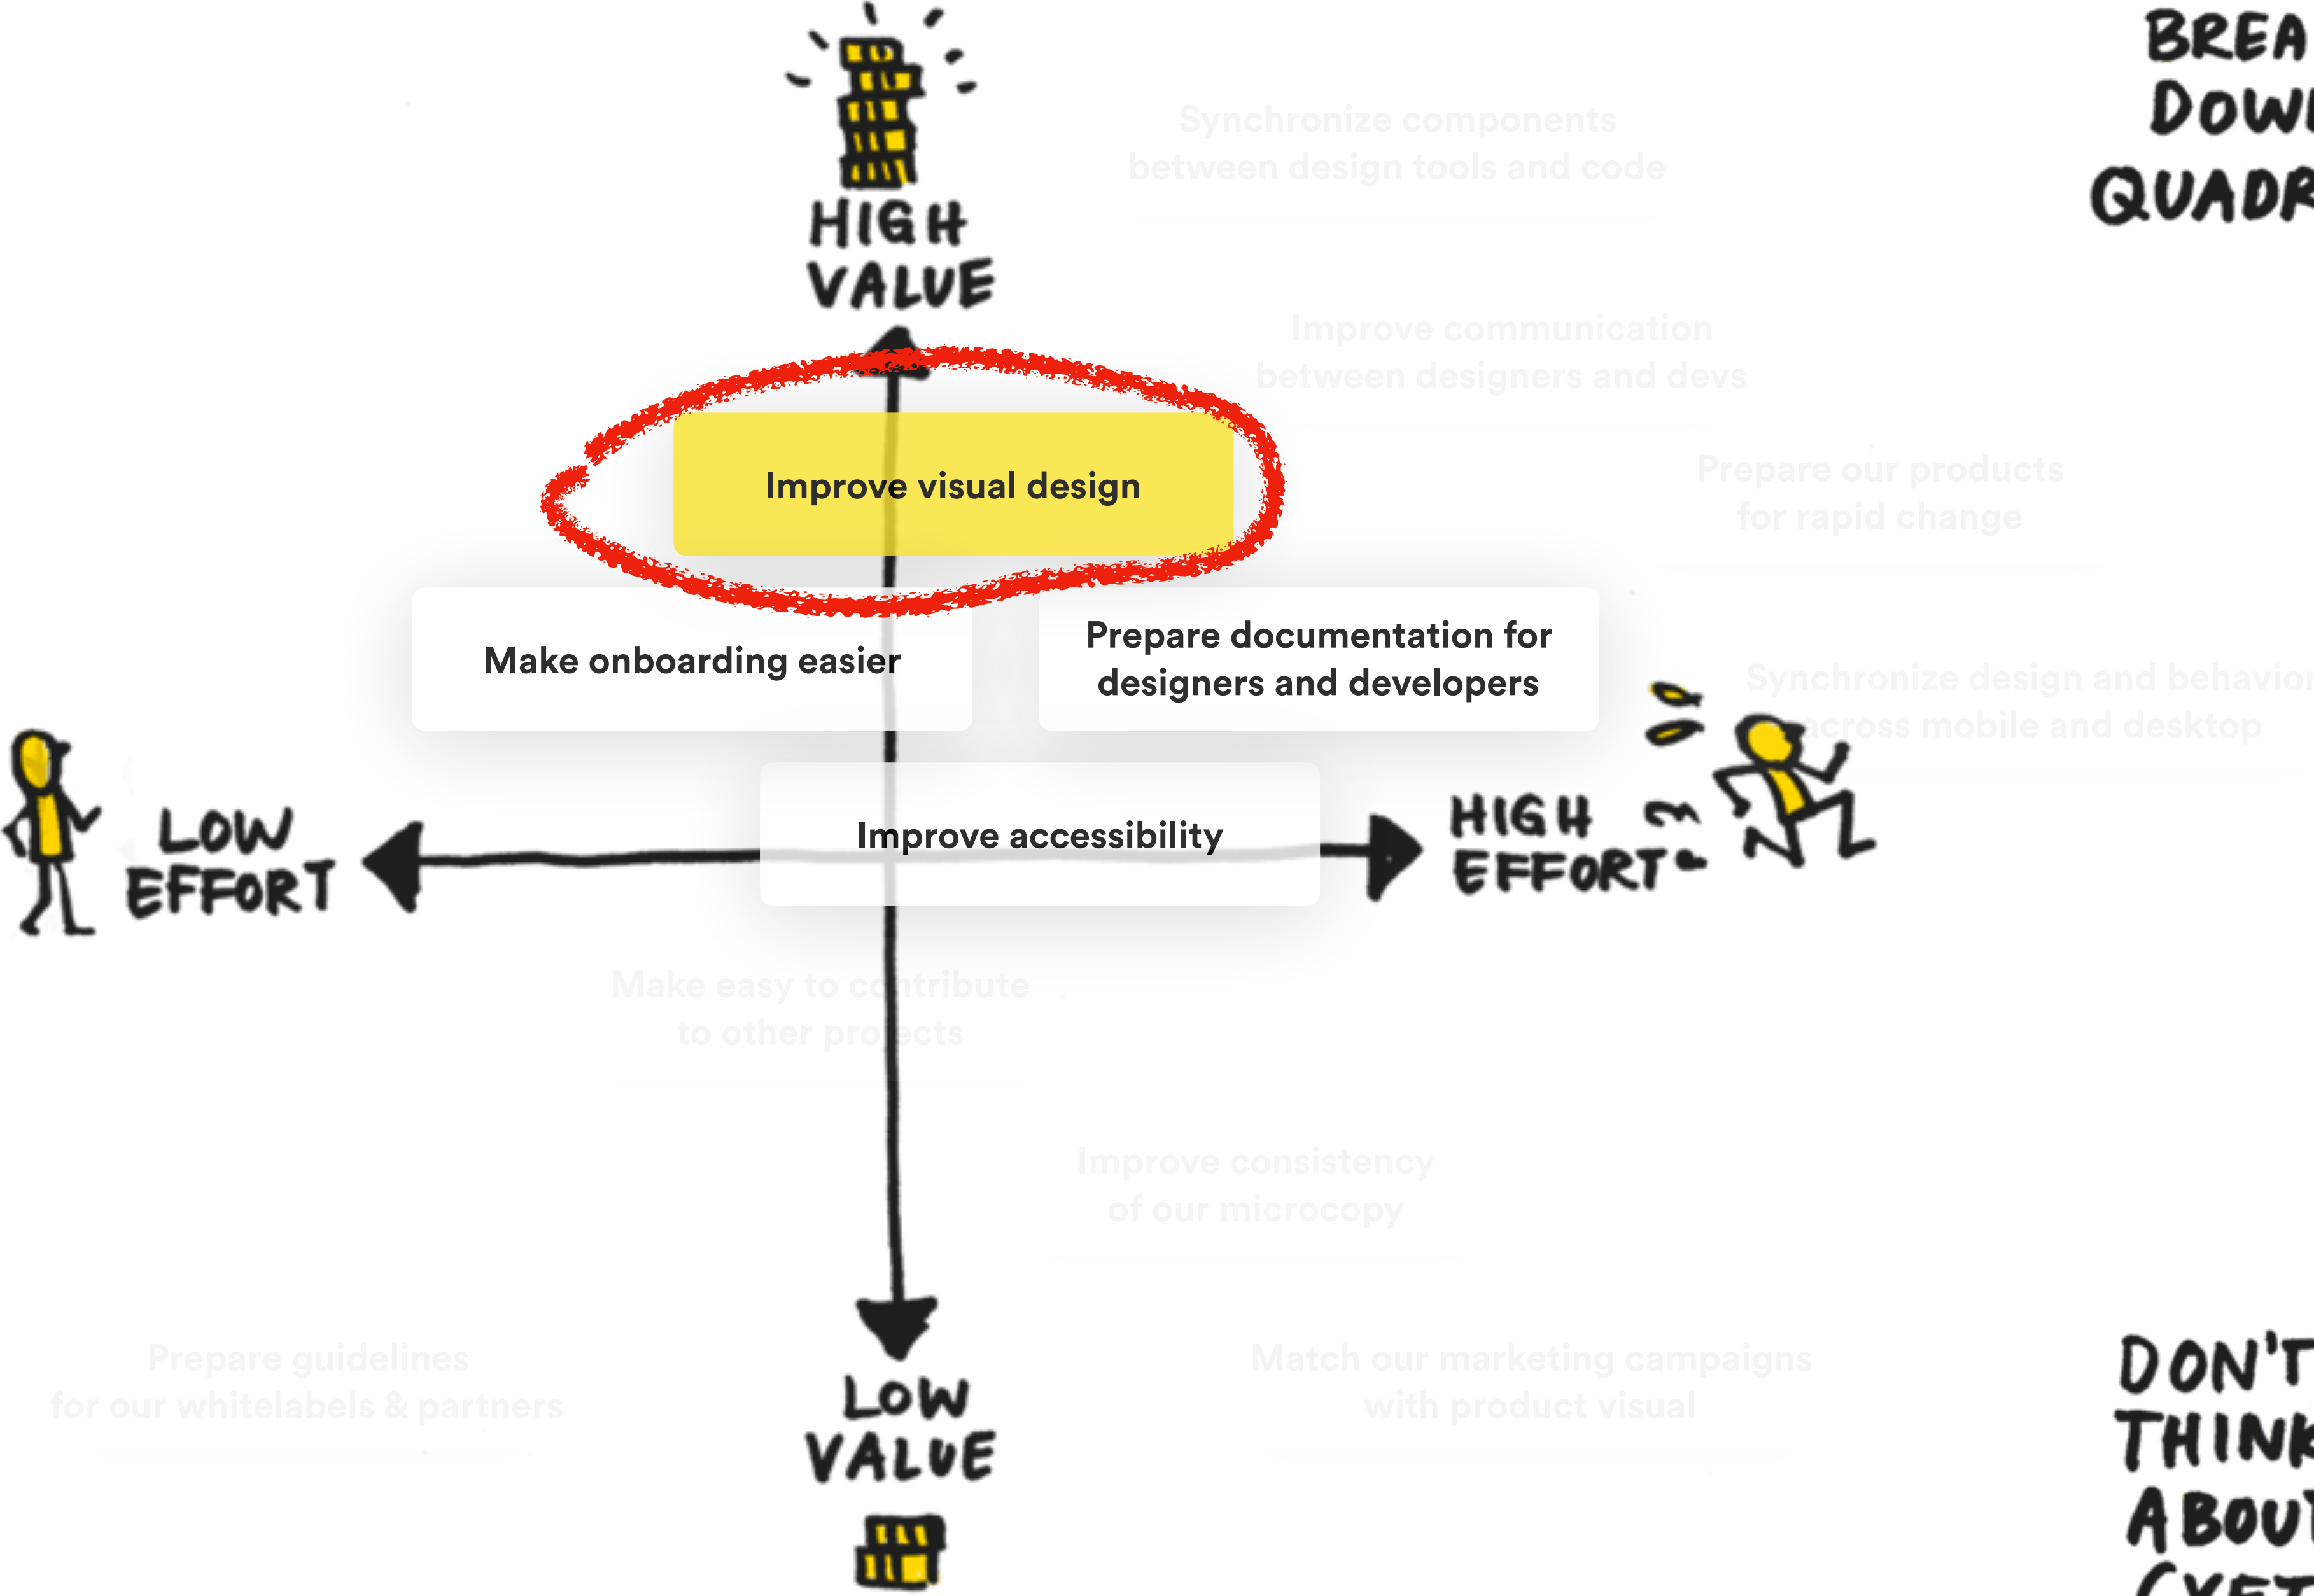 BREA
DOW
QUADR
Synchronize components
between design tools and code
HIGH
VALUE
Improve communication
between designers and devs
Improve visual design
Prepare our products
for rapid change
Make onboarding easier
Prepare documentation for
designers and developers
Synchronize design and behavior
across mobile and desktop
LOW
EFFORT
Improve accessibility
HIGH
EFFORT
Make easy to contribute
to other projects
Improve consistency
of our microcopy
Prepare guidelines
for our whitelabels & partners
Match our marketing campaigns
with product visual
LOW
VALUE
DON'T
THINK
ABOUT